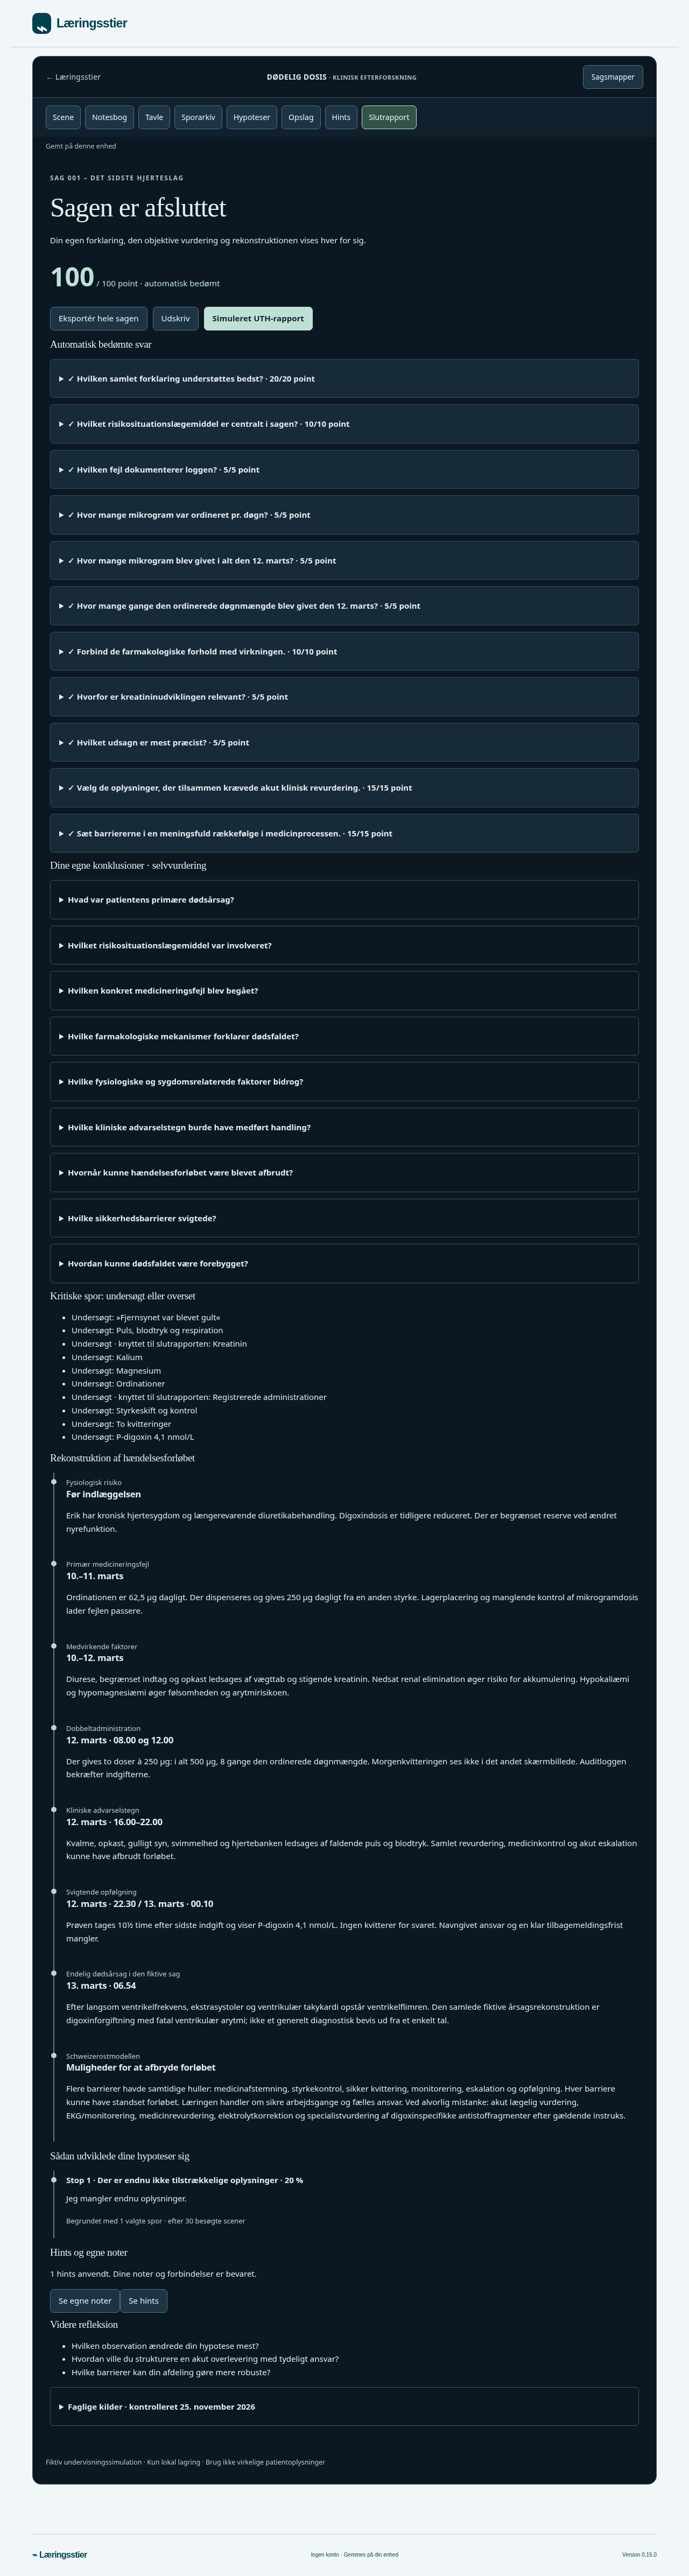 Læringsstier
← Læringsstier
DØDELIG DOSIS · KLINISK EFTERFORSKNING
Sagsmapper
Scene
Notesbog
Tavle
Sporarkiv
Hypoteser
Opslag
Hints
Slutrapport
Gemt på denne enhed
SAG 001 – DET SIDSTE HJERTESLAG
Sagen er afsluttet
Din egen forklaring, den objektive vurdering og rekonstruktionen vises hver for sig.
100 / 100 point · automatisk bedømt
Eksportér hele sagen
Udskriv
Simuleret UTH-rapport
Automatisk bedømte svar
▶ ✓ Hvilken samlet forklaring understøttes bedst? · 20/20 point
▶ ✓ Hvilket risikosituationslægemiddel er centralt i sagen? · 10/10 point
▶ ✓ Hvilken fejl dokumenterer loggen? · 5/5 point
▶ ✓ Hvor mange mikrogram var ordineret pr. døgn? · 5/5 point
▶ ✓ Hvor mange mikrogram blev givet i alt den 12. marts? · 5/5 point
▶ ✓ Hvor mange gange den ordinerede døgnmængde blev givet den 12. marts? · 5/5 point
▶ ✓ Forbind de farmakologiske forhold med virkningen. · 10/10 point
▶ ✓ Hvorfor er kreatininudviklingen relevant? · 5/5 point
▶ ✓ Hvilket udsagn er mest præcist? · 5/5 point
▶ ✓ Vælg de oplysninger, der tilsammen krævede akut klinisk revurdering. · 15/15 point
▶ ✓ Sæt barriererne i en meningsfuld rækkefølge i medicinprocessen. · 15/15 point
Dine egne konklusioner · selvvurdering
▶ Hvad var patientens primære dødsårsag?
▶ Hvilket risikosituationslægemiddel var involveret?
▶ Hvilken konkret medicineringsfejl blev begået?
▶ Hvilke farmakologiske mekanismer forklarer dødsfaldet?
▶ Hvilke fysiologiske og sygdomsrelaterede faktorer bidrog?
▶ Hvilke kliniske advarselstegn burde have medført handling?
▶ Hvornår kunne hændelsesforløbet være blevet afbrudt?
▶ Hvilke sikkerhedsbarrierer svigtede?
▶ Hvordan kunne dødsfaldet være forebygget?
Kritiske spor: undersøgt eller overset
• Undersøgt: »Fjernsynet var blevet gult«
• Undersøgt: Puls, blodtryk og respiration
• Undersøgt · knyttet til slutrapporten: Kreatinin
• Undersøgt: Kalium
• Undersøgt: Magnesium
• Undersøgt: Ordinationer
• Undersøgt · knyttet til slutrapporten: Registrerede administrationer
• Undersøgt: Styrkeskift og kontrol
• Undersøgt: To kvitteringer
• Undersøgt: P-digoxin 4,1 nmol/L
Rekonstruktion af hændelsesforløbet
Fysiologisk risiko
Før indlæggelsen
Erik har kronisk hjertesygdom og længerevarende diuretikabehandling. Digoxindosis er tidligere reduceret. Der er begrænset reserve ved ændret
nyrefunktion.
Primær medicineringsfejl
10.–11. marts
Ordinationen er 62,5 µg dagligt. Der dispenseres og gives 250 µg dagligt fra en anden styrke. Lagerplacering og manglende kontrol af mikrogramdosis
lader fejlen passere.
Medvirkende faktorer
10.–12. marts
Diurese, begrænset indtag og opkast ledsages af vægttab og stigende kreatinin. Nedsat renal elimination øger risiko for akkumulering. Hypokaliæmi
og hypomagnesiæmi øger følsomheden og arytmirisikoen.
Dobbeltadministration
12. marts · 08.00 og 12.00
Der gives to doser à 250 µg: i alt 500 µg, 8 gange den ordinerede døgnmængde. Morgenkvitteringen ses ikke i det andet skærmbillede. Auditloggen
bekræfter indgifterne.
Kliniske advarselstegn
12. marts · 16.00–22.00
Kvalme, opkast, gulligt syn, svimmelhed og hjertebanken ledsages af faldende puls og blodtryk. Samlet revurdering, medicinkontrol og akut eskalation
kunne have afbrudt forløbet.
Svigtende opfølgning
12. marts · 22.30 / 13. marts · 00.10
Prøven tages 10½ time efter sidste indgift og viser P-digoxin 4,1 nmol/L. Ingen kvitterer for svaret. Navngivet ansvar og en klar tilbagemeldingsfrist
mangler.
Endelig dødsårsag i den fiktive sag
13. marts · 06.54
Efter langsom ventrikelfrekvens, ekstrasystoler og ventrikulær takykardi opstår ventrikelflimren. Den samlede fiktive årsagsrekonstruktion er
digoxinforgiftning med fatal ventrikulær arytmi; ikke et generelt diagnostisk bevis ud fra et enkelt tal.
Schweizerostmodellen
Muligheder for at afbryde forløbet
Flere barrierer havde samtidige huller: medicinafstemning, styrkekontrol, sikker kvittering, monitorering, eskalation og opfølgning. Hver barriere
kunne have standset forløbet. Læringen handler om sikre arbejdsgange og fælles ansvar. Ved alvorlig mistanke: akut lægelig vurdering,
EKG/monitorering, medicinrevurdering, elektrolytkorrektion og specialistvurdering af digoxinspecifikke antistoffragmenter efter gældende instruks.
Sådan udviklede dine hypoteser sig
Stop 1 · Der er endnu ikke tilstrækkelige oplysninger · 20 %
Jeg mangler endnu oplysninger.
Begrundet med 1 valgte spor · efter 30 besøgte scener
Hints og egne noter
1 hints anvendt. Dine noter og forbindelser er bevaret.
Se egne noter
Se hints
Videre refleksion
• Hvilken observation ændrede din hypotese mest?
• Hvordan ville du strukturere en akut overlevering med tydeligt ansvar?
• Hvilke barrierer kan din afdeling gøre mere robuste?
▶ Faglige kilder · kontrolleret 25. november 2026
Fiktiv undervisningssimulation · Kun lokal lagring · Brug ikke virkelige patientoplysninger
Læringsstier
Ingen konto · Gemmes på din enhed
Version 0.15.0